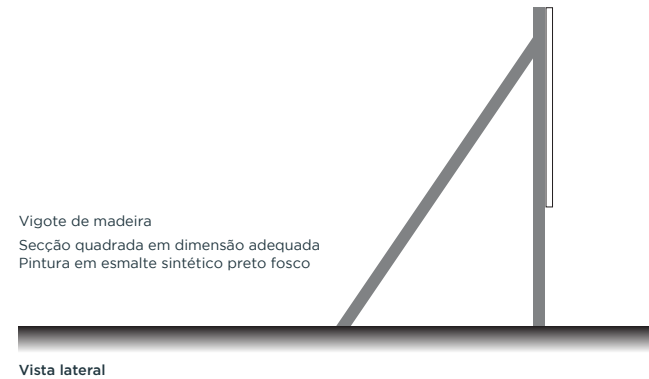 Vigote de madeira
Secção quadrada em dimensão adequada
Pintura em esmalte sintético preto fosco
Vista lateral